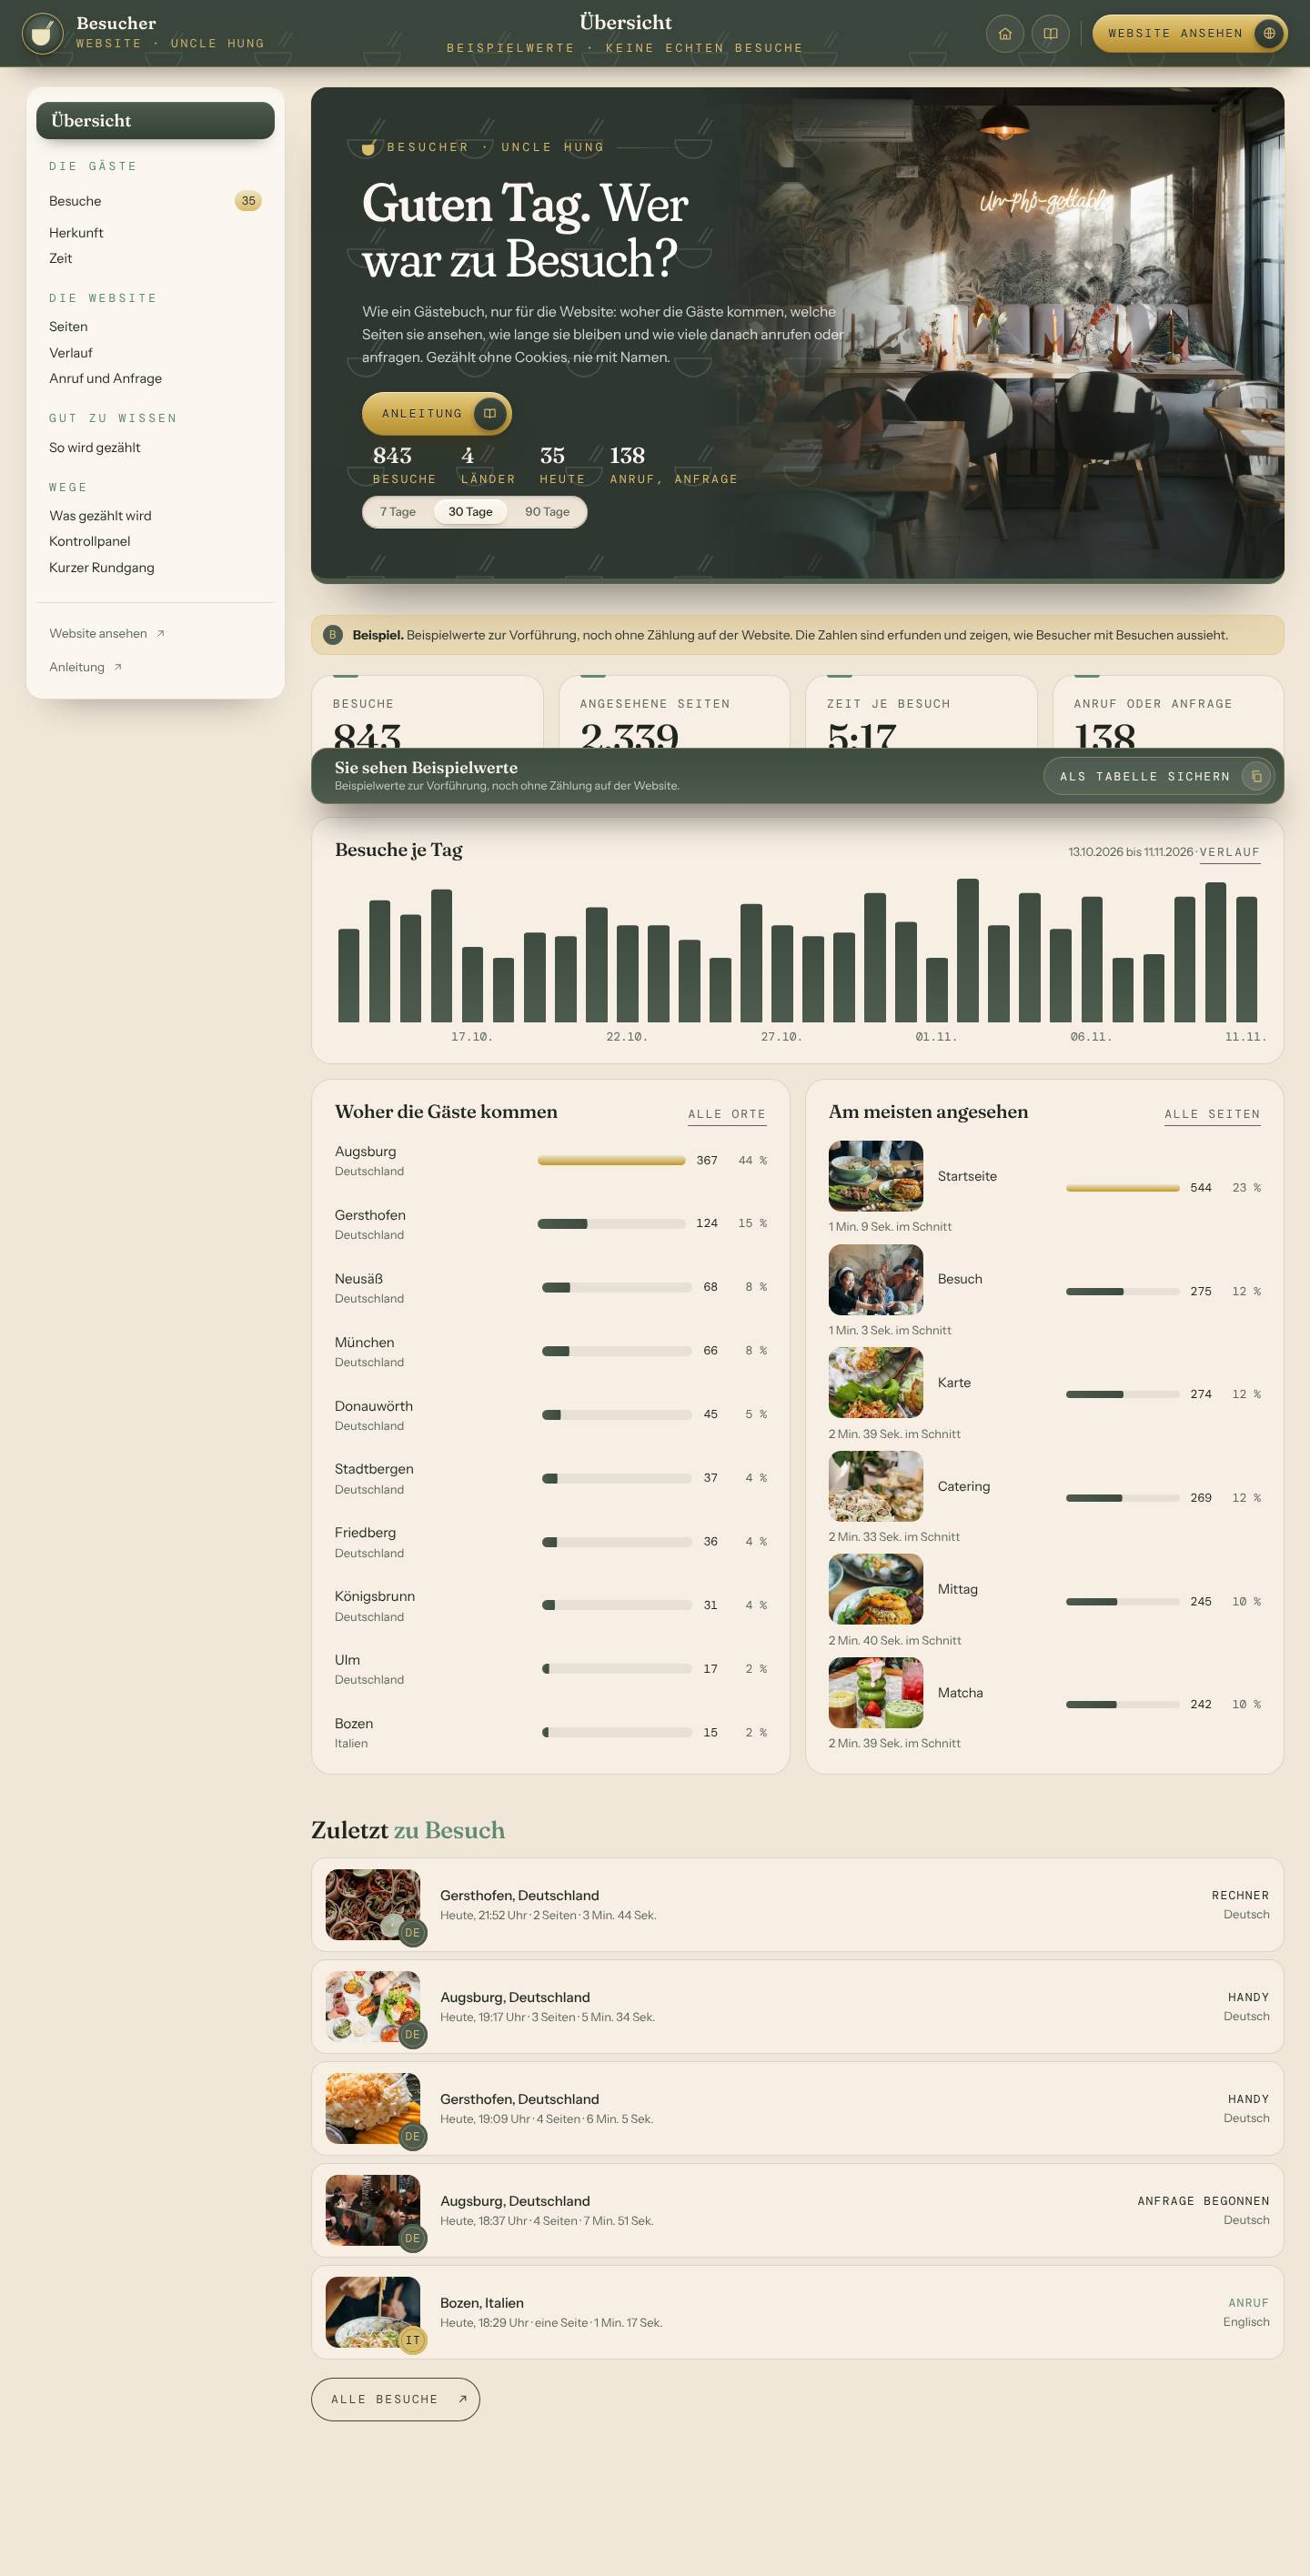 Besucher
WEBSITE · UNCLE HUNG
Übersicht
BEISPIELWERTE · KEINE ECHTEN BESUCHE
WEBSITE ANSEHEN
Übersicht
DIE GÄSTE
Besuche 35
Herkunft
Zeit
DIE WEBSITE
Seiten
Verlauf
Anruf und Anfrage
GUT ZU WISSEN
So wird gezählt
WEGE
Was gezählt wird
Kontrollpanel
Kurzer Rundgang
Website ansehen ↗
Anleitung ↗
BESUCHER · UNCLE HUNG
Guten Tag. Wer
war zu Besuch?
Wie ein Gästebuch, nur für die Website: woher die Gäste kommen, welche
Seiten sie ansehen, wie lange sie bleiben und wie viele danach anrufen oder
anfragen. Gezählt ohne Cookies, nie mit Namen.
ANLEITUNG
843 4 35 138
BESUCHE LÄNDER HEUTE ANRUF, ANFRAGE
7 Tage 30 Tage 90 Tage
Um-phở-gettable
B Beispiel. Beispielwerte zur Vorführung, noch ohne Zählung auf der Website. Die Zahlen sind erfunden und zeigen, wie Besucher mit Besuchen aussieht.
BESUCHE ANGESEHENE SEITEN ZEIT JE BESUCH ANRUF ODER ANFRAGE
843 2.339 5:17 138
Sie sehen Beispielwerte
Beispielwerte zur Vorführung, noch ohne Zählung auf der Website.
ALS TABELLE SICHERN
Besuche je Tag
13.10.2026 bis 11.11.2026 · VERLAUF
17.10. 22.10. 27.10. 01.11. 06.11. 11.11.
Woher die Gäste kommen ALLE ORTE
Augsburg
Deutschland
367 44 %
Gersthofen
Deutschland
124 15 %
Neusäß
Deutschland
68 8 %
München
Deutschland
66 8 %
Donauwörth
Deutschland
45 5 %
Stadtbergen
Deutschland
37 4 %
Friedberg
Deutschland
36 4 %
Königsbrunn
Deutschland
31 4 %
Ulm
Deutschland
17 2 %
Bozen
Italien
15 2 %
Am meisten angesehen ALLE SEITEN
Startseite
544 23 %
1 Min. 9 Sek. im Schnitt
Besuch
275 12 %
1 Min. 3 Sek. im Schnitt
Karte
274 12 %
2 Min. 39 Sek. im Schnitt
Catering
269 12 %
2 Min. 33 Sek. im Schnitt
Mittag
245 10 %
2 Min. 40 Sek. im Schnitt
Matcha
242 10 %
2 Min. 39 Sek. im Schnitt
Zuletzt zu Besuch
DE
Gersthofen, Deutschland
Heute, 21:52 Uhr · 2 Seiten · 3 Min. 44 Sek.
RECHNER
Deutsch
DE
Augsburg, Deutschland
Heute, 19:17 Uhr · 3 Seiten · 5 Min. 34 Sek.
HANDY
Deutsch
DE
Gersthofen, Deutschland
Heute, 19:09 Uhr · 4 Seiten · 6 Min. 5 Sek.
HANDY
Deutsch
DE
Augsburg, Deutschland
Heute, 18:37 Uhr · 4 Seiten · 7 Min. 51 Sek.
ANFRAGE BEGONNEN
Deutsch
IT
Bozen, Italien
Heute, 18:29 Uhr · eine Seite · 1 Min. 17 Sek.
ANRUF
Englisch
ALLE BESUCHE ↗